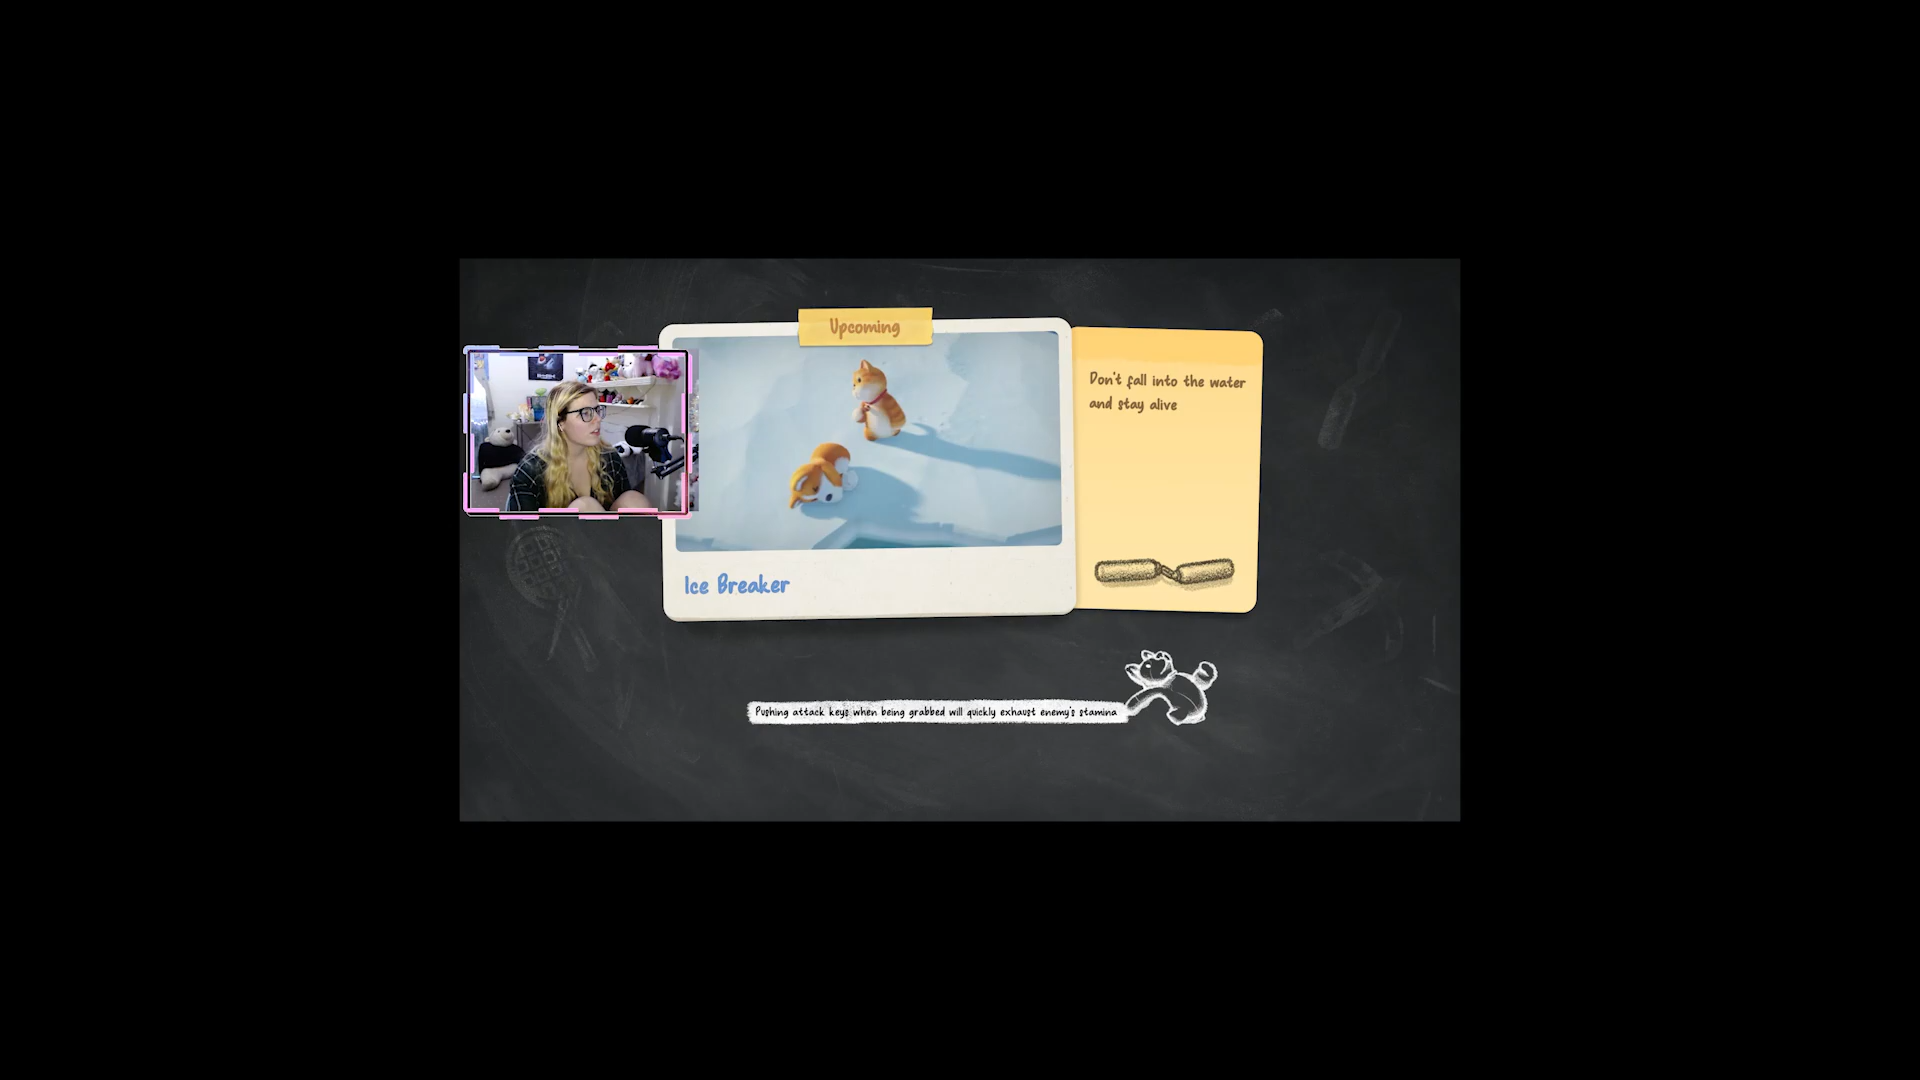 Upcoming
Don't fall into the water
and stay alive
Ice Breaker
Pushing attack keys when being grabbed will quickly exhaust enemy's stamina